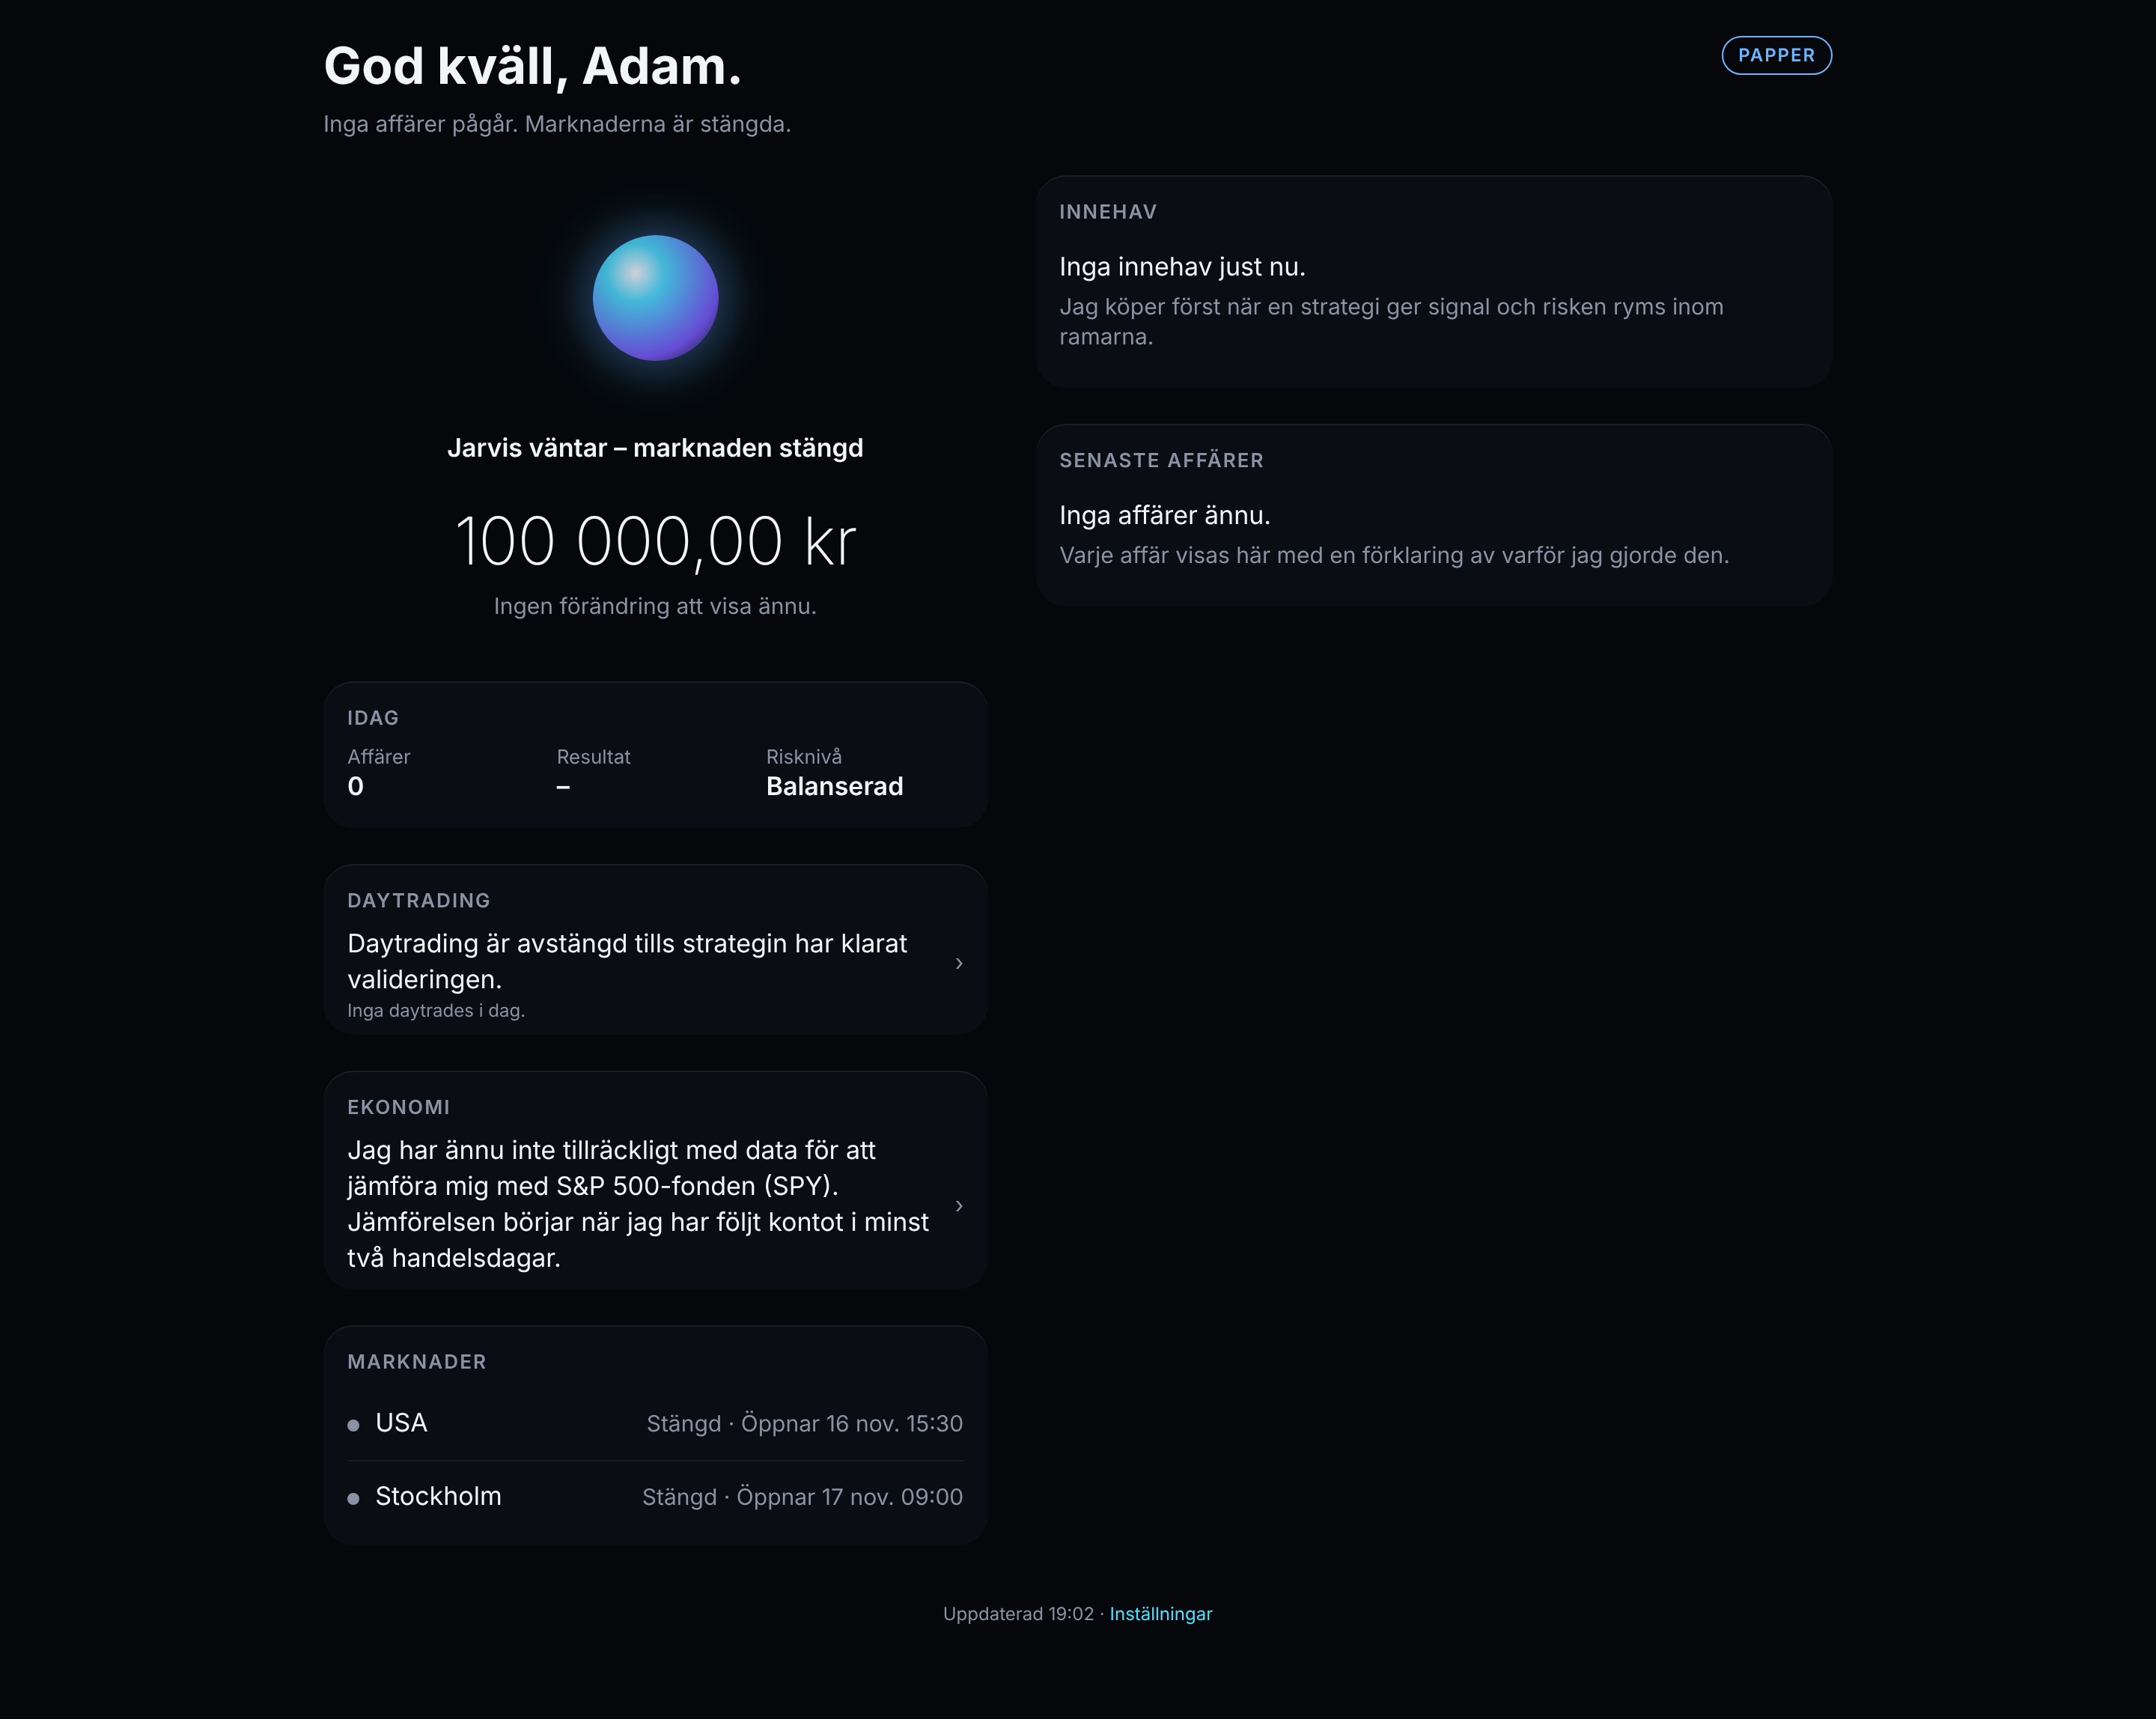 God kväll, Adam.
PAPPER
Inga affärer pågår. Marknaderna är stängda.
Jarvis väntar – marknaden stängd
100 000,00 kr
Ingen förändring att visa ännu.
IDAG
Affärer
0
Resultat
–
Risknivå
Balanserad
DAYTRADING
Daytrading är avstängd tills strategin har klarat
valideringen.
Inga daytrades i dag.
›
EKONOMI
Jag har ännu inte tillräckligt med data för att
jämföra mig med S&P 500-fonden (SPY).
Jämförelsen börjar när jag har följt kontot i minst
två handelsdagar.
›
MARKNADER
USA
Stängd · Öppnar 16 nov. 15:30
Stockholm
Stängd · Öppnar 17 nov. 09:00
INNEHAV
Inga innehav just nu.
Jag köper först när en strategi ger signal och risken ryms inom
ramarna.
SENASTE AFFÄRER
Inga affärer ännu.
Varje affär visas här med en förklaring av varför jag gjorde den.
Uppdaterad 19:02 · Inställningar